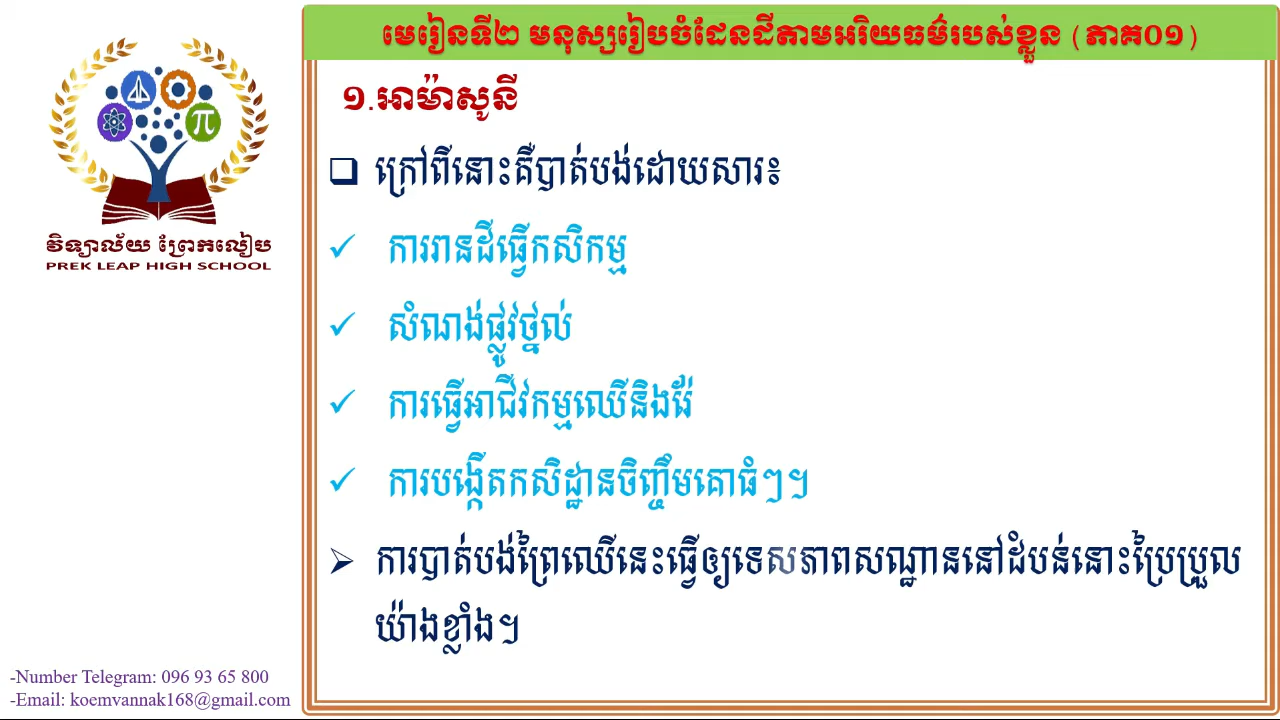 មេរៀនទី២ មនុស្សរៀបចំដែនដីតាមអរិយធម៌របស់ខ្លួន (ភាគ០១)
១.អាម៉ាសូនី
ក្រៅពីនោះគឺបាត់បង់ដោយសារ៖
ការរានដីធ្វើកសិកម្ម
សំណង់ផ្លូវថ្នល់
ការធ្វើអាជីវកម្មឈើនិងរ៉ែ
ការបង្កើតកសិដ្ឋានចិញ្ចឹមគោធំៗ។
ការបាត់បង់ព្រៃឈើនេះធ្វើឲ្យទេសភាពសណ្ឋាននៅដំបន់នោះប្រែប្រួល
យ៉ាងខ្លាំង។
π
វិទ្យាល័យ ព្រែកលៀប
PREK LEAP HIGH SCHOOL
-Number Telegram: 096 93 65 800
-Email: koemvannak168@gmail.com